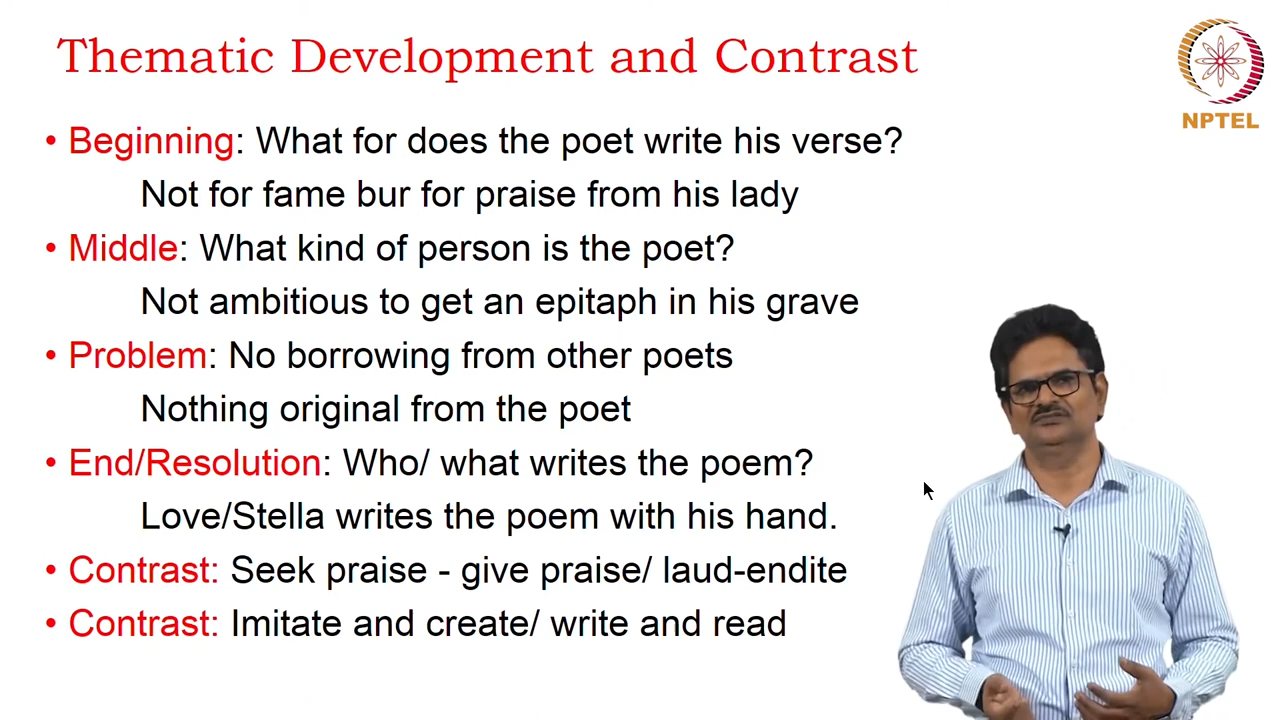 Thematic Development and Contrast
NPTEL
• Beginning: What for does the poet write his verse?
Not for fame bur for praise from his lady
• Middle: What kind of person is the poet?
Not ambitious to get an epitaph in his grave
• Problem: No borrowing from other poets
Nothing original from the poet
• End/Resolution: Who/ what writes the poem?
Love/Stella writes the poem with his hand.
• Contrast: Seek praise - give praise/ laud-endite
• Contrast: Imitate and create/ write and read